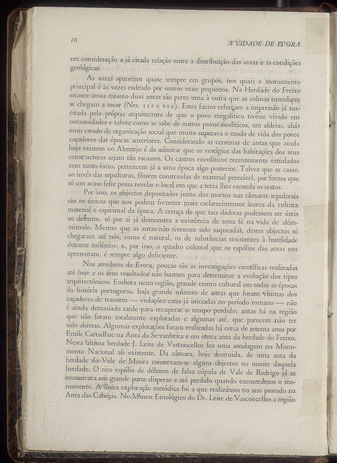 16
A CIDADE DE EVORA
em consideração a já citada relação entre a distribuição das antas e as condições
geológicas.
As antas aparecem quase sempre em grupos, nos quais o monumento
principal é às vezes rodeado por outros mais pequenos. Na Herdade do Freixo
encontrámos mesmo duas antas tão perto uma à outra que as colinas tumulares
se chegam a tocar (Nrs. 111 e 112). Estes factos reforçam a impressão já sus-
citada pela própria arquitectura de que o povo megalítico tivesse vivido em
comunidades e talvez como se sabe de outros povos eneolíticos, em aldeias, aliás
num estado de organização social que muito superava o modo de vida dos povos
caçadores das épocas anteriores. Considerando as centenas de antas que ainda
hoje existem no Alentejo é de admirar que os vestígios das habitações dos seus
constructores sejam tão escassos. Os castros eneolíticos recentemente estudados
com tanto êxito, pertencem já a uma época algo posterior. Talvez que as casas,
ao invés das sepulturas, fossem construídas de material perecível, por forma que
só um acaso feliz possa revelar o local em que a terra lhes esconda os restos.
Por isso, os objectos depositados junto dos mortos nas câmaras sepulcrais
são os únicos que nos podem fornecer mais esclarecimentos àcerca da cultura
material e espiritual da época. A crença de que tais dádivas pudessem ser úteis
ao defunto, só por si já demonstra a existência de uma fé na vida de além-
-túmulo. Mesmo que as antas não tivessem sido saqueadas, destes objectos só
chegaram até nós, como é natural, os de substâncias resistentes à humidade
durante milénios; e, por isso, o quadro cultural que os espólios das antas nos
apresentam, é sempre algo deficiente.
Nos arredores de Évora, poucas são as investigações científicas realizadas
até hoje e os seus resultados não bastam para determinar a evolução dos tipos
arquitectónicos. Embora nesta região, grande centro cultural em todas as épocas
da história portuguesa, haja grande número de antas que foram vítimas dos
caçadores de tesouros — violações estas já iniciadas no período romano — não
é ainda demasiado tarde para recuperar o tempo perdido; antas há na região
que não foram totalmente exploradas e algumas até, que parecem não ter
sido abertas. Algumas explorações foram realizadas há cerca de setenta anos por
Emile Cartailhac na Anta da Serranheira e em outra anta da herdade do Freixo.
Nesta última herdade J. Leite de Vasconcellos fez uma sondagem no Monu-
mento Nacional ali existente. Da câmara, hoje destruída, de uma anta da
herdade do Vale de Moura conservam-se alguns objectos no monte daquela
herdade. O rico espólio de dólmen de falsa cúpula de Vale de Rodrigo já se
encontrava em grande parte disperso e até perdido quando encontrámos o mo-
numento. A única exploração metódica foi a que realizámos no ano passado na
Anta das Cabeças. No Museu Etnológico do Dr. Leite de Vasconcellos a região